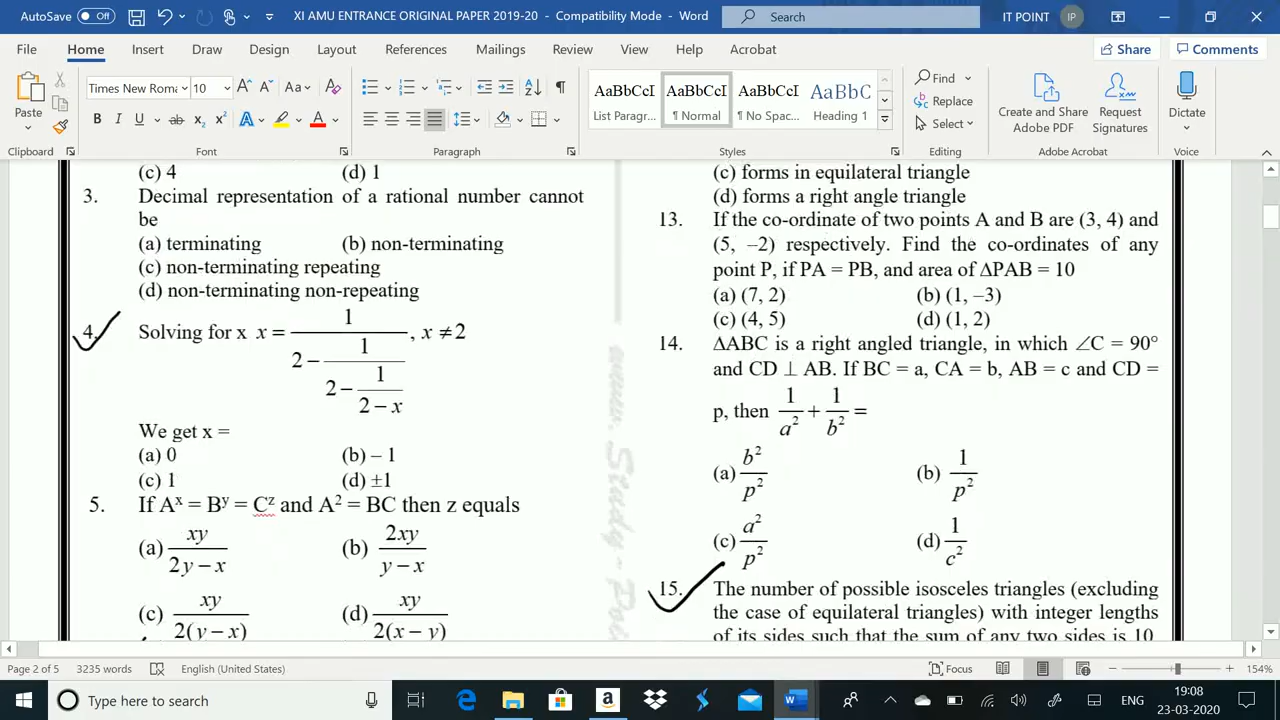 AutoSave Off XI AMU ENTRANCE ORIGINAL PAPER 2019-20 - Compatibility Mode - Word Search IT POINT IP
File Home Insert Draw Design Layout References Mailings Review View Help Acrobat Share Comments
Times New Roma 10 Aa
AaBbCcI AaBbCcI AaBbCcI AaBbC
Find
Replace
Select
Paste
B I U ab x₂ x² A A
List Paragr... ¶ Normal ¶ No Spac... Heading 1
Create and Share Adobe PDF
Request Signatures
Dictate
Clipboard Font Paragraph Styles Editing Adobe Acrobat Voice
(c) 4 (d) 1
3. Decimal representation of a rational number cannot
be
(a) terminating (b) non-terminating
(c) non-terminating repeating
(d) non-terminating non-repeating
4. Solving for x x = 1/(2 − 1/(2 − 1/(2 − x))), x ≠ 2
We get x =
(a) 0 (b) – 1
(c) 1 (d) ±1
5. If Aˣ = Bʸ = Cᶻ and A² = BC then z equals
(a) xy/(2y − x) (b) 2xy/(y − x)
(c) xy/(2(y − x)) (d) xy/(2(x − y))
(c) forms in equilateral triangle
(d) forms a right angle triangle
13. If the co-ordinate of two points A and B are (3, 4) and
(5, –2) respectively. Find the co-ordinates of any
point P, if PA = PB, and area of ΔPAB = 10
(a) (7, 2) (b) (1, –3)
(c) (4, 5) (d) (1, 2)
14. ΔABC is a right angled triangle, in which ∠C = 90°
and CD ⊥ AB. If BC = a, CA = b, AB = c and CD =
p, then 1/a² + 1/b² =
(a) b²/p² (b) 1/p²
(c) a²/p² (d) 1/c²
15. The number of possible isosceles triangles (excluding
the case of equilateral triangles) with integer lengths
of its sides such that the sum of any two sides is 10,
Page 2 of 5 3235 words English (United States) Focus 154%
Type here to search
ENG
19:08
23-03-2020